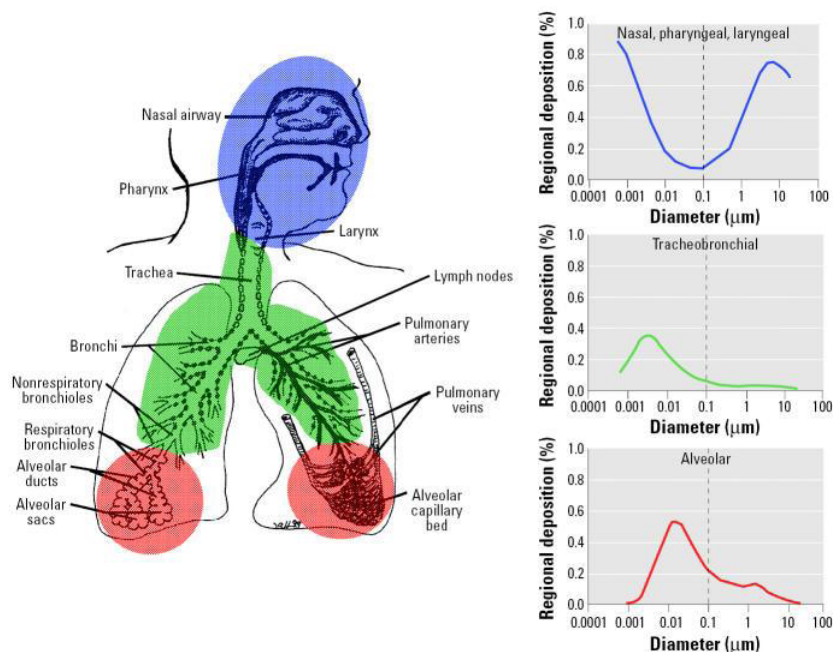 Nasal airway
Pharynx
Larynx
Trachea
Lymph nodes
Bronchi
Pulmonary
arteries
Nonrespiratory
bronchioles
Pulmonary
veins
Respiratory
bronchioles
Alveolar
ducts
Alveolar
sacs
Alveolar
capillary
bed
Regional deposition (%)
Nasal, pharyngeal, laryngeal
1.0
0.8
0.6
0.4
0.2
0.0
0.0001 0.001 0.01 0.1 1 10 100
Diameter (µm)
Regional deposition (%)
Tracheobronchial
1.0
0.8
0.6
0.4
0.2
0.0
0.0001 0.001 0.01 0.1 1 10 100
Diameter (µm)
Regional deposition (%)
Alveolar
1.0
0.8
0.6
0.4
0.2
0.0
0.0001 0.001 0.01 0.1 1 10 100
Diameter (µm)